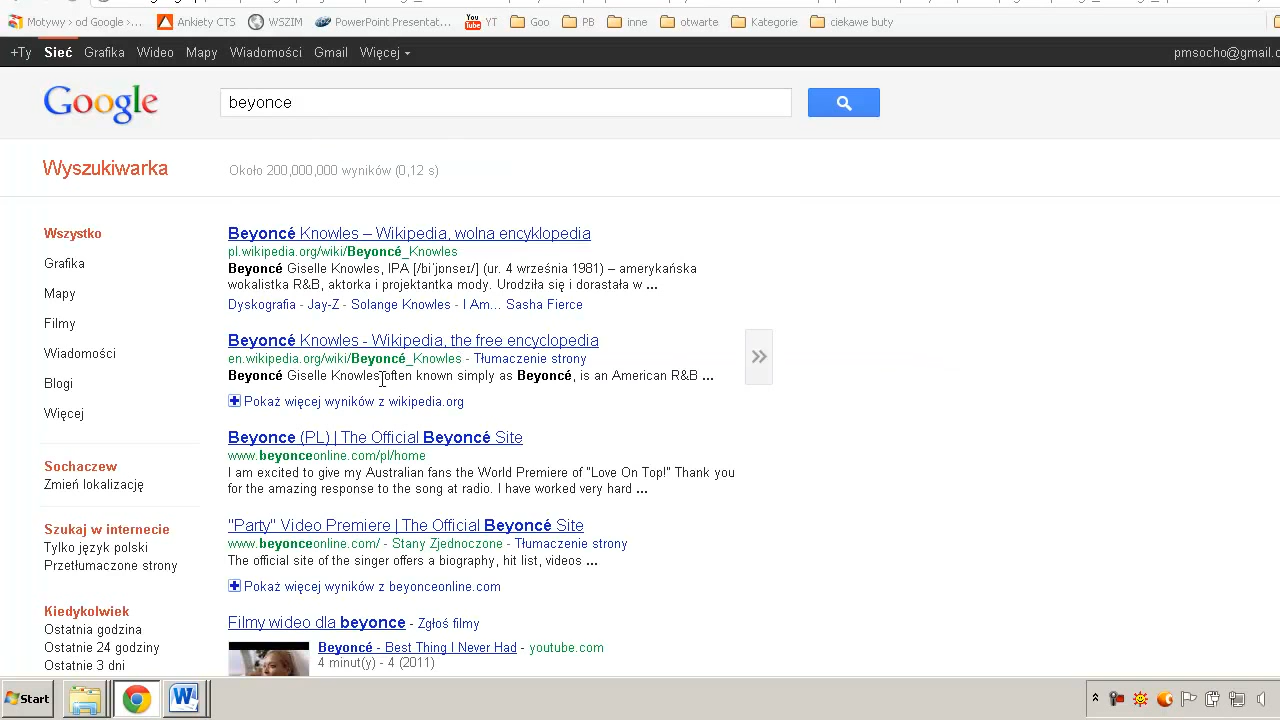 Motywy › od Google ›... Ankiety CTS WSZIM PowerPoint Presentat... YT Goo inne Kategorie ciekawe buty
+Ty Sieć Grafika Wideo Mapy Wiadomości Gmail Więcej pmsocho@gmail.c
Google beyonce
Wyszukiwarka Około 200,000,000 wyników (0,12 s)
Wszystko
Grafika
Mapy
Filmy
Wiadomości
Blogi
Więcej
Sochaczew
Zmień lokalizację
Szukaj w internecie
Tylko język polski
Przetłumaczone strony
Kiedykolwiek
Ostatnia godzina
Ostatnie 24 godziny
Ostatnie 3 dni
Beyoncé Knowles – Wikipedia, wolna encyklopedia
pl.wikipedia.org/wiki/Beyoncé_Knowles
Beyoncé Giselle Knowles, IPA [/biˈjɒnseɪ/] (ur. 4 września 1981) – amerykańska
wokalistka R&B, aktorka i projektantka mody. Urodziła się i dorastała w ...
Dyskografia - Jay-Z - Solange Knowles - I Am... Sasha Fierce
Beyoncé Knowles - Wikipedia, the free encyclopedia
en.wikipedia.org/wiki/Beyoncé_Knowles - Tłumaczenie strony
Beyoncé Giselle Knowles often known simply as Beyoncé, is an American R&B ...
Pokaż więcej wyników z wikipedia.org
Beyonce (PL) | The Official Beyoncé Site
www.beyonceonline.com/pl/home
I am excited to give my Australian fans the World Premiere of "Love On Top!" Thank you
for the amazing response to the song at radio. I have worked very hard ...
"Party" Video Premiere | The Official Beyoncé Site
www.beyonceonline.com/ - Stany Zjednoczone - Tłumaczenie strony
The official site of the singer offers a biography, hit list, videos ...
Pokaż więcej wyników z beyonceonline.com
Filmy wideo dla beyonce - Zgłoś filmy
Beyoncé - Best Thing I Never Had - youtube.com
4 minut(y) - 4 (2011)
Start